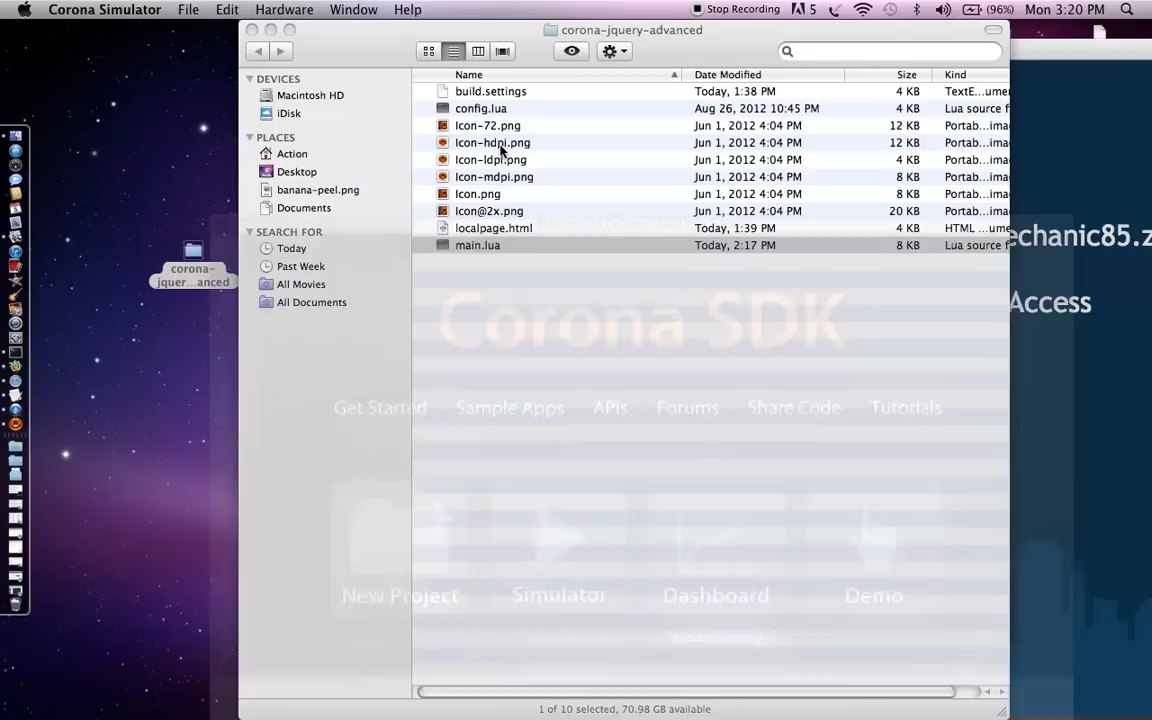 Corona Simulator File Edit Hardware Window Help Stop Recording 5 (96%) Mon 3:20 PM
corona-jquery-advanced
DEVICES
Macintosh HD
iDisk
PLACES
Action
Desktop
banana-peel.png
Documents
SEARCH FOR
Today
Past Week
All Movies
All Documents
Name Date Modified Size Kind
build.settings Today, 1:38 PM 4 KB TextE...ume
config.lua Aug 26, 2012 10:45 PM 4 KB Lua source f
Icon-72.png Jun 1, 2012 4:04 PM 12 KB Portab...ima
Icon-hdpi.png Jun 1, 2012 4:04 PM 12 KB Portab...ima
Icon-ldpi.png Jun 1, 2012 4:04 PM 4 KB Portab...ima
Icon-mdpi.png Jun 1, 2012 4:04 PM 8 KB Portab...ima
Icon.png Jun 1, 2012 4:04 PM 8 KB Portab...ima
Icon@2x.png Jun 1, 2012 4:04 PM 20 KB Portab...ima
localpage.html Today, 1:39 PM 4 KB HTML ...ume
main.lua Today, 2:17 PM 8 KB Lua source f
corona-
jquer...anced
echanic85.z
Access
Corona SDK
Get Started Sample Apps APIs Forums Share Code Tutorials
New Project Simulator Dashboard Demo
1 of 10 selected, 70.98 GB available